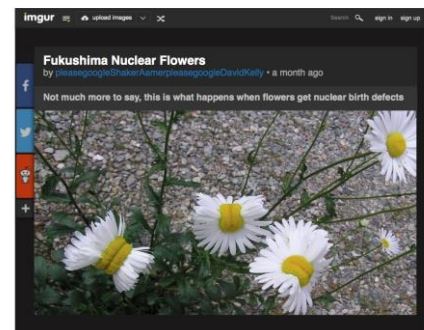 imgur upload images Search sign in sign up
Fukushima Nuclear Flowers
by pleasegoogleShakerAamerpleasegoogleDavidKelly • a month ago
Not much more to say, this is what happens when flowers get nuclear birth defects